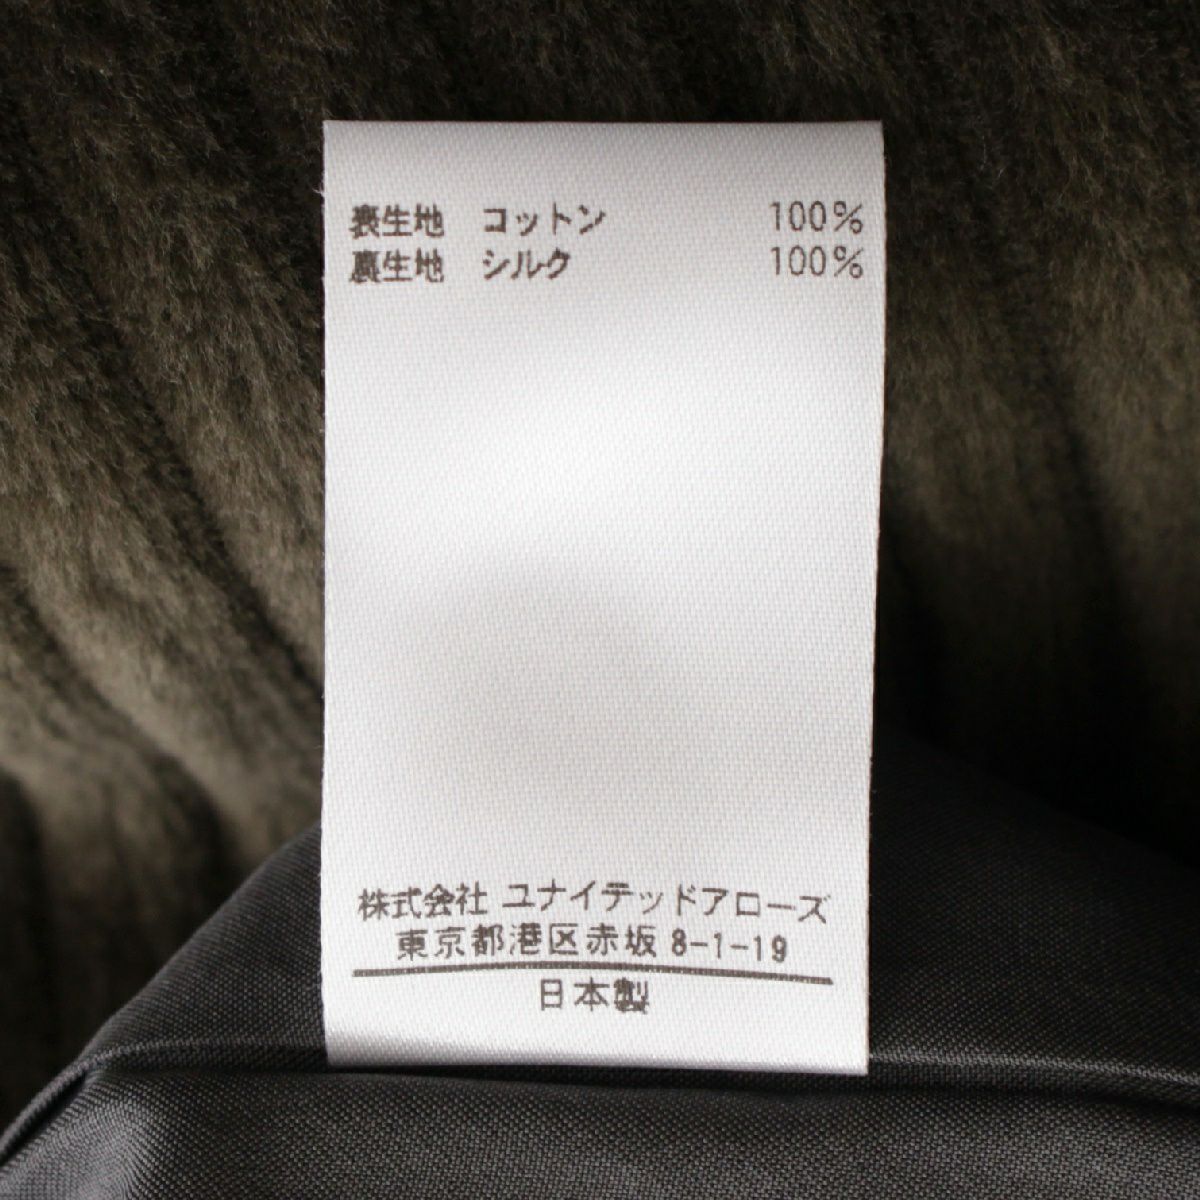 表生地 コットン 100%
裏生地 シルク 100%
株式会社 ユナイテッドアローズ
東京都港区赤坂 8-1-19
日本製